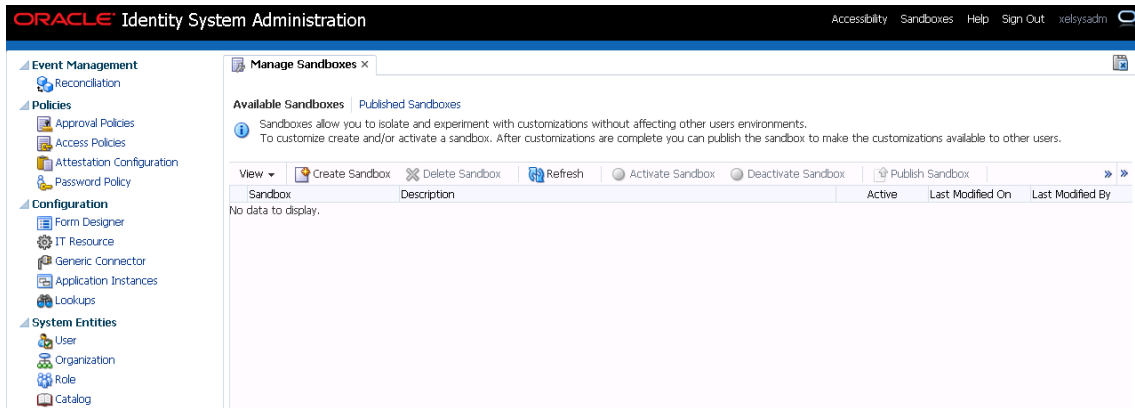 ORACLE Identity System Administration
Accessibility Sandboxes Help Sign Out xelsysadm
Event Management
Reconciliation
Policies
Approval Policies
Access Policies
Attestation Configuration
Password Policy
Configuration
Form Designer
IT Resource
Generic Connector
Application Instances
Lookups
System Entities
User
Organization
Role
Catalog
Manage Sandboxes ×
Available Sandboxes Published Sandboxes
Sandboxes allow you to isolate and experiment with customizations without affecting other users environments.
To customize create and/or activate a sandbox. After customizations are complete you can publish the sandbox to make the customizations available to other users.
View Create Sandbox Delete Sandbox Refresh Activate Sandbox Deactivate Sandbox Publish Sandbox » »
Sandbox Description Active Last Modified On Last Modified By
No data to display.